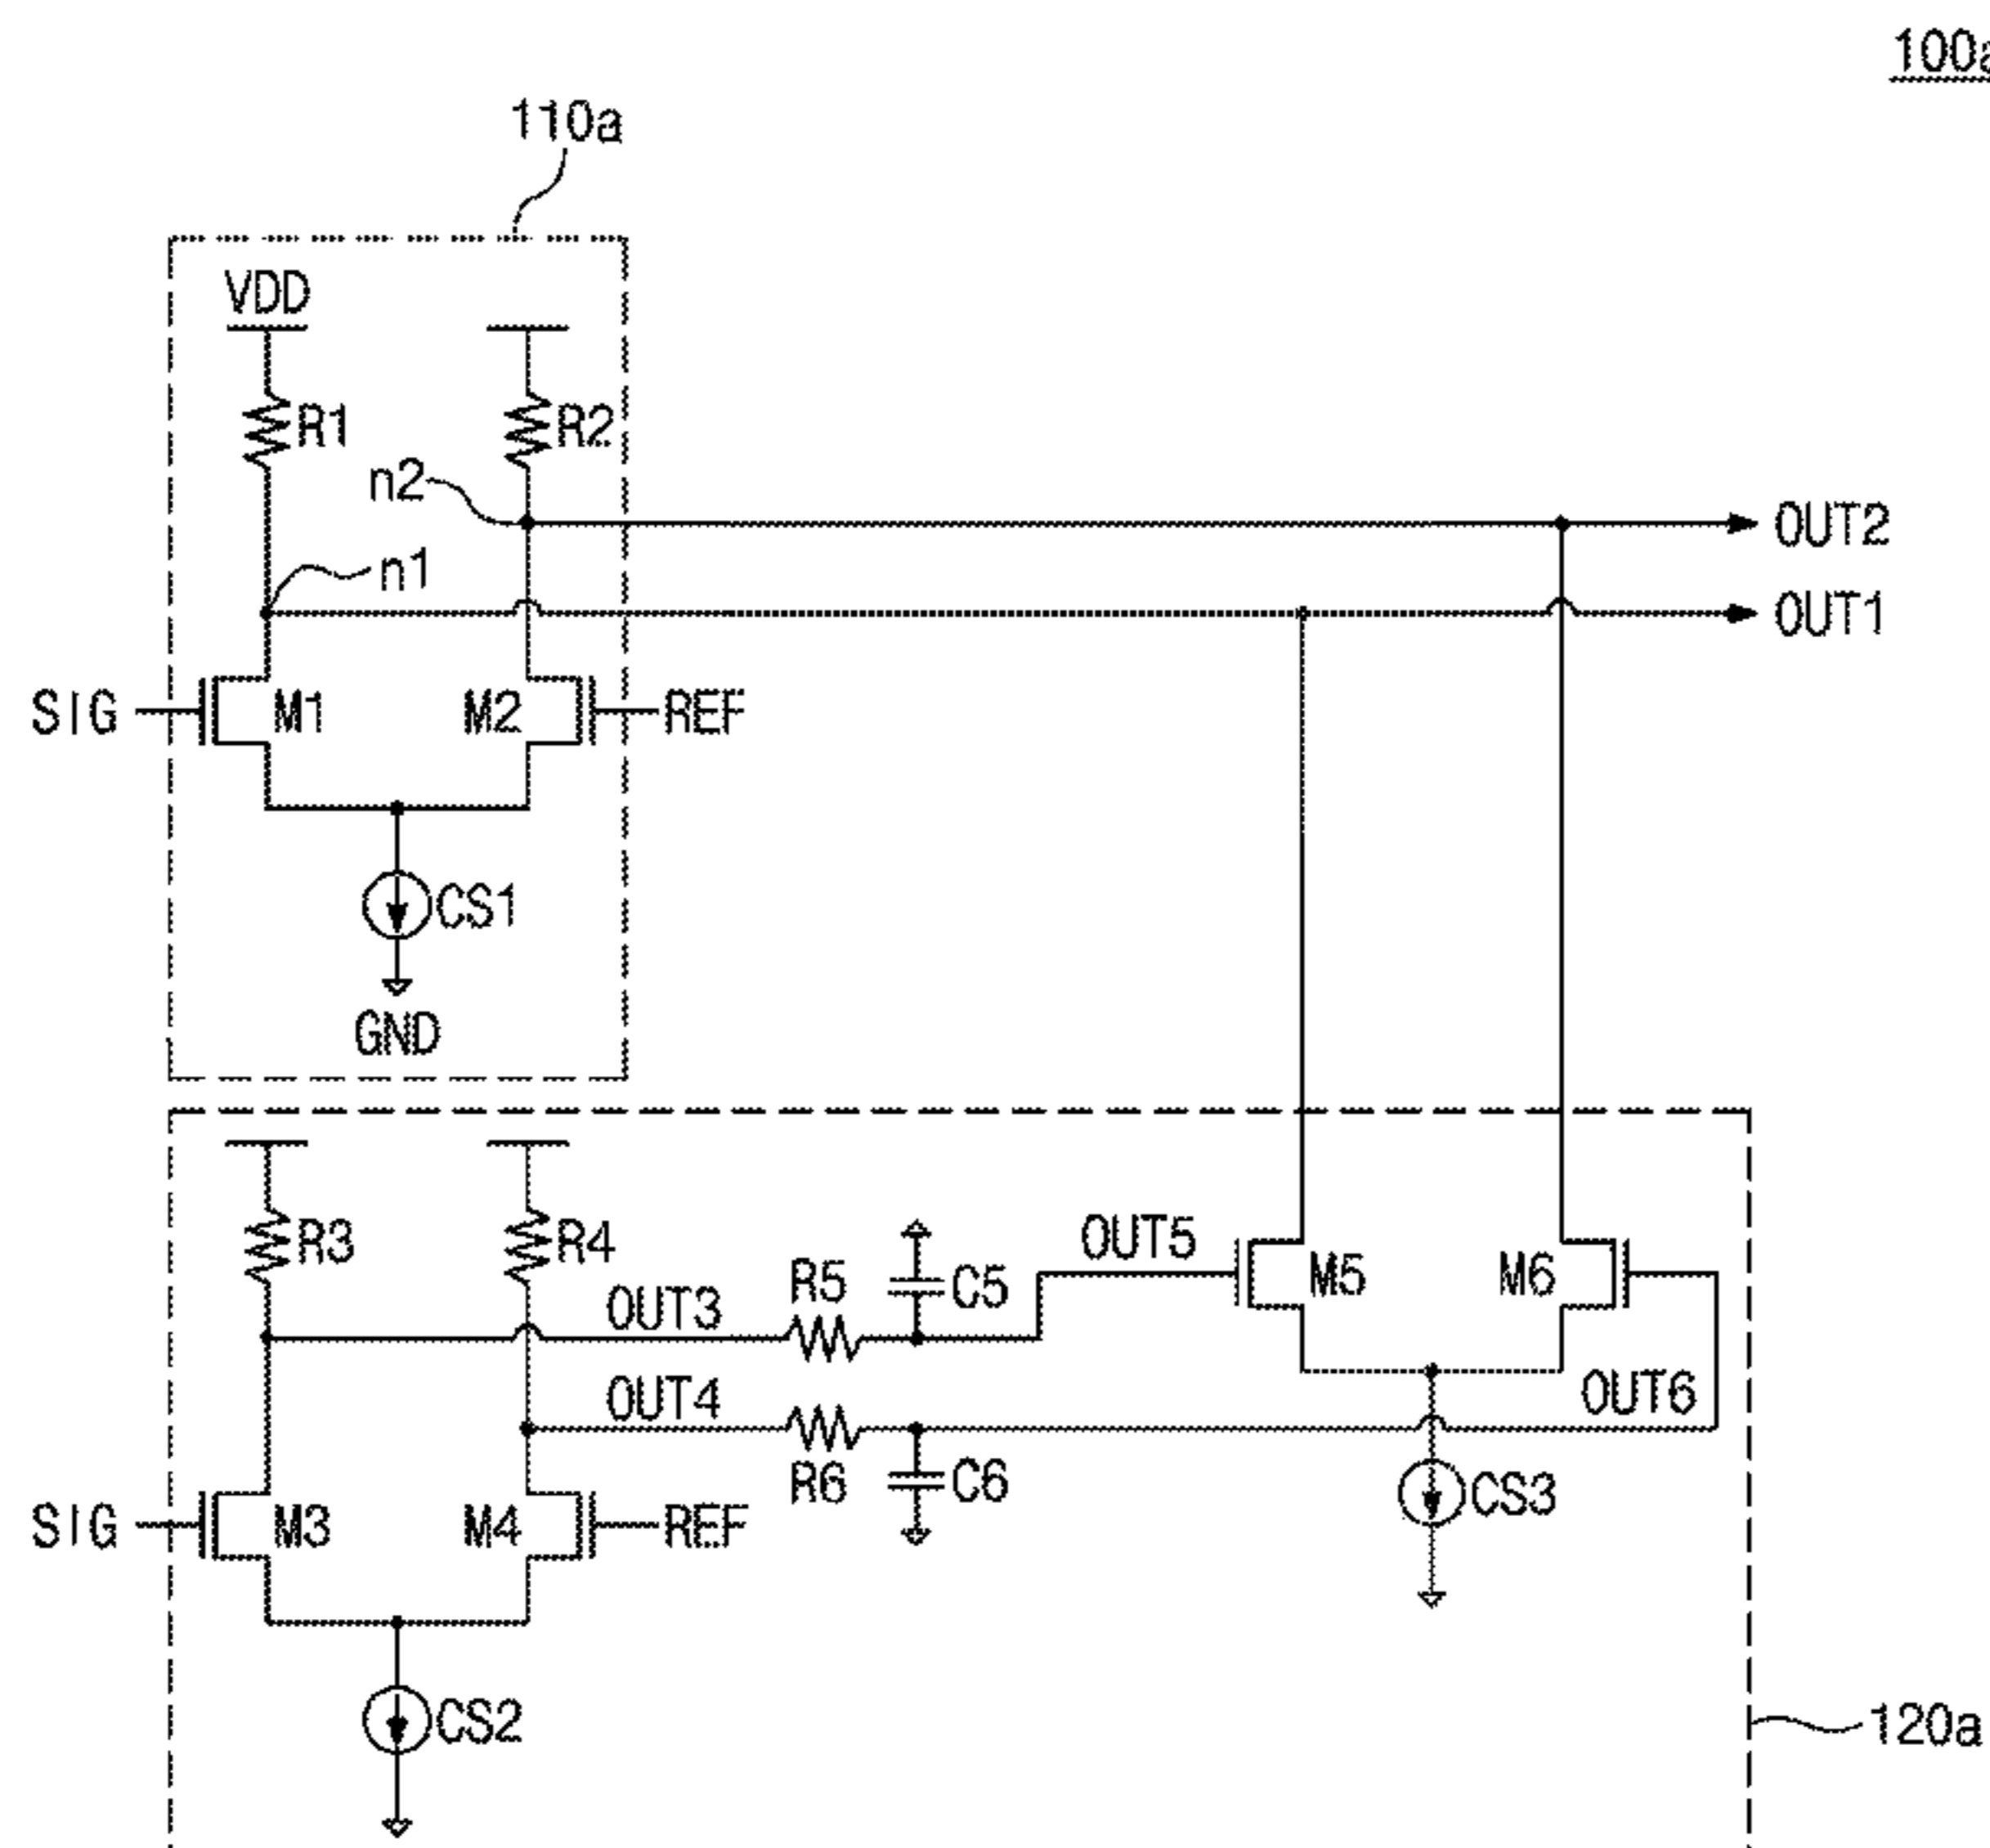 100a
110a
VDD
R1
R2
n2
n1
OUT2
OUT1
SIG
M1
M2
REF
CS1
GND
R3
R4
OUT3
R5
C5
OUT5
M5
M6
OUT4
R6
C6
OUT6
SIG
M3
M4
REF
CS3
CS2
120a